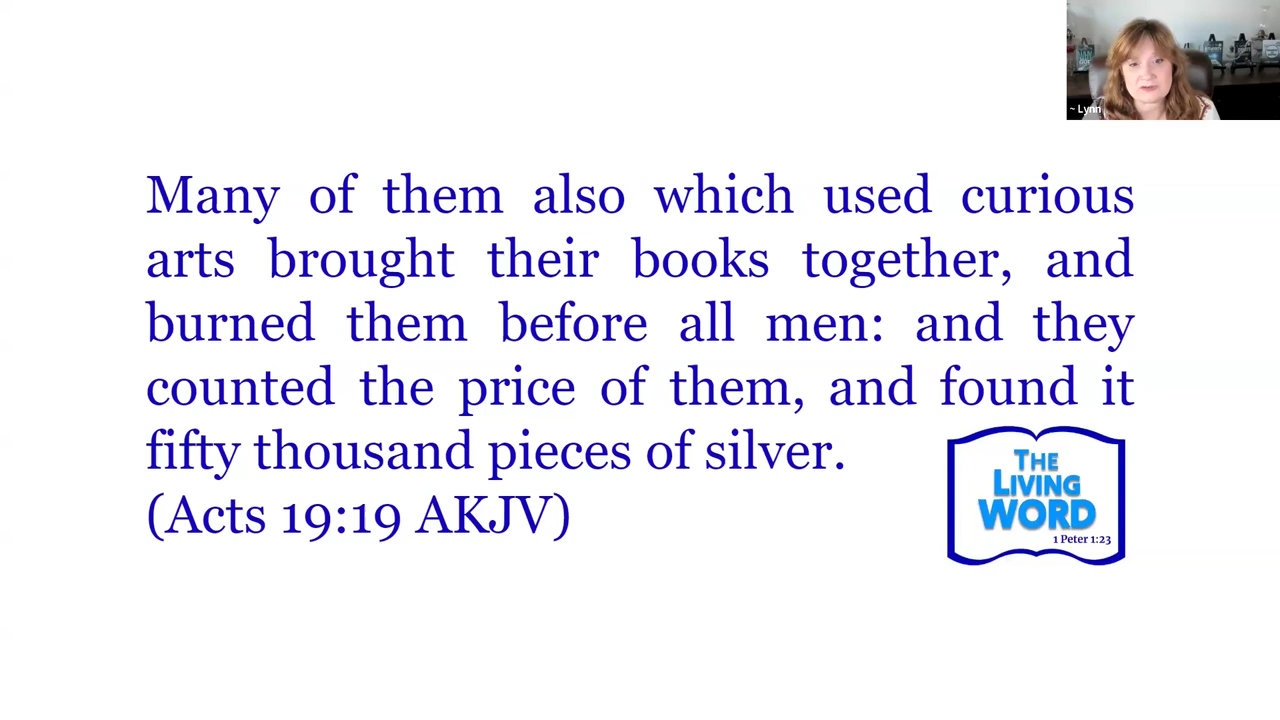 ~ Lynn
Many of them also which used curious
arts brought their books together, and
burned them before all men: and they
counted the price of them, and found it
fifty thousand pieces of silver.
(Acts 19:19 AKJV)
THE
LIVING
WORD
1 Peter 1:23